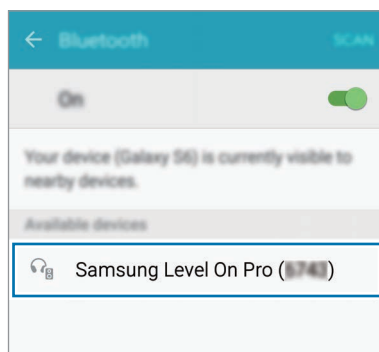 Bluetooth SCAN
On
Your device (Galaxy S6) is currently visible to
nearby devices.
Available devices
Samsung Level On Pro ( )